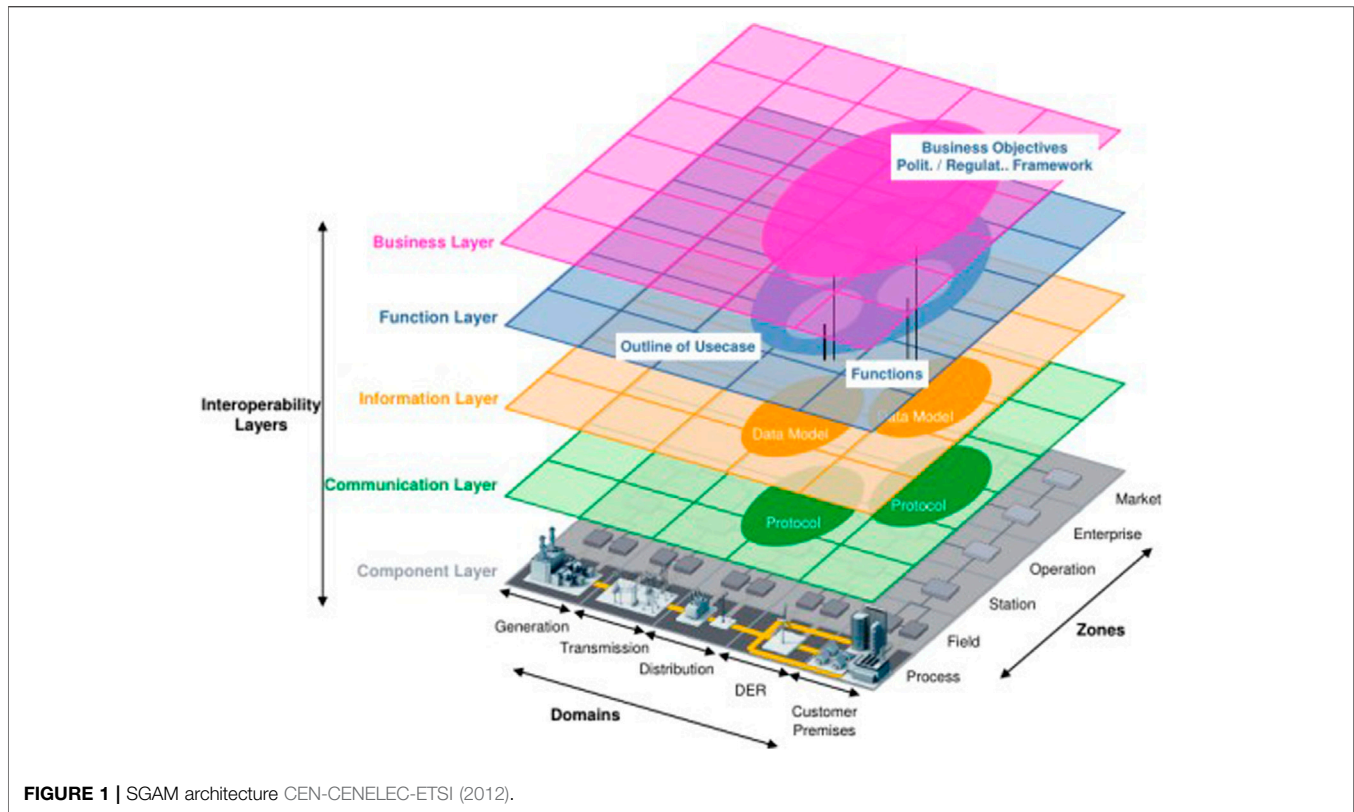 Business Objectives
Polit. / Regulat.. Framework
Business Layer
Function Layer
Outline of Usecase
Functions
Interoperability
Layers
Information Layer
Data Model
Data Model
Communication Layer
Protocol
Protocol
Component Layer
Market
Enterprise
Operation
Station
Field
Process
Zones
Generation
Transmission
Distribution
DER
Customer
Premises
Domains
FIGURE 1 | SGAM architecture CEN-CENELEC-ETSI (2012).